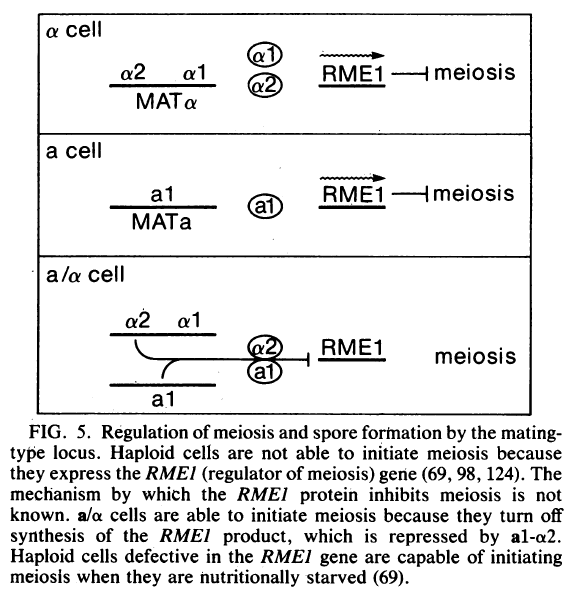 α cell
α2 α1
MATα
α1
α2
RME1
meiosis
a cell
a1
MATa
a1
RME1
meiosis
a/α cell
α2 α1
a1
α2
a1
RME1
meiosis
FIG. 5. Regulation of meiosis and spore formation by the mating-
type locus. Haploid cells are not able to initiate meiosis because
they express the RME1 (regulator of meiosis) gene (69, 98, 124). The
mechanism by which the RME1 protein inhibits meiosis is not
known. a/α cells are able to initiate meiosis because they turn off
synthesis of the RME1 product, which is repressed by a1-α2.
Haploid cells defective in the RME1 gene are capable of initiating
meiosis when they are nutritionally starved (69).